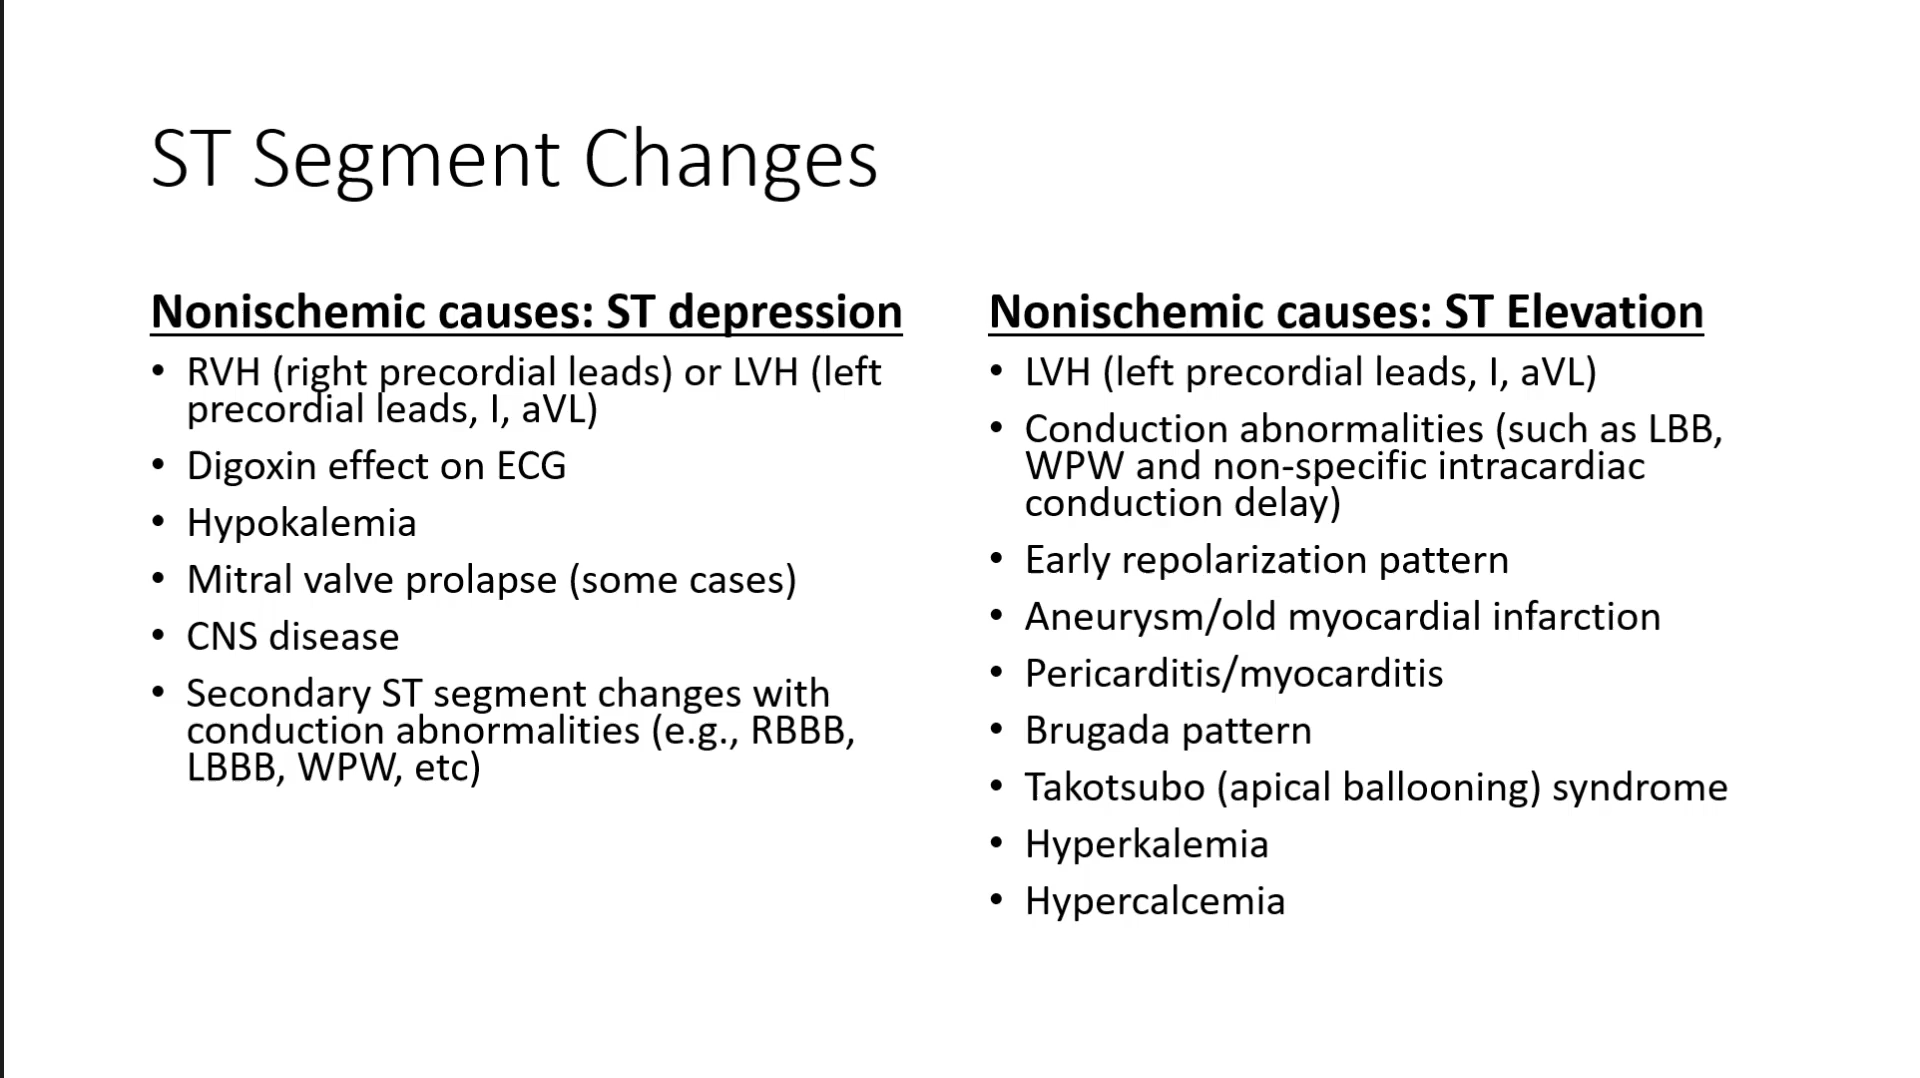 ST Segment Changes
Nonischemic causes: ST depression
• RVH (right precordial leads) or LVH (left
precordial leads, I, aVL)
• Digoxin effect on ECG
• Hypokalemia
• Mitral valve prolapse (some cases)
• CNS disease
• Secondary ST segment changes with
conduction abnormalities (e.g., RBBB,
LBBB, WPW, etc)
Nonischemic causes: ST Elevation
• LVH (left precordial leads, I, aVL)
• Conduction abnormalities (such as LBB,
WPW and non-specific intracardiac
conduction delay)
• Early repolarization pattern
• Aneurysm/old myocardial infarction
• Pericarditis/myocarditis
• Brugada pattern
• Takotsubo (apical ballooning) syndrome
• Hyperkalemia
• Hypercalcemia